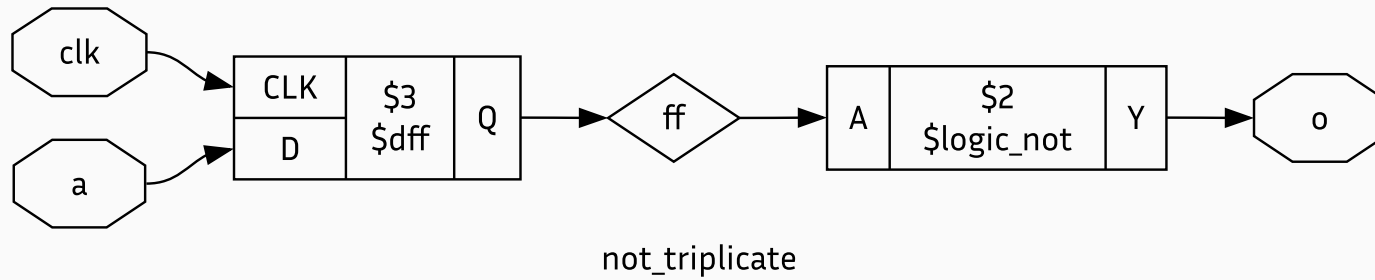 clk
a
CLK
D
$3
$dff
Q
ff
A
$2
$logic_not
Y
o
not_triplicate